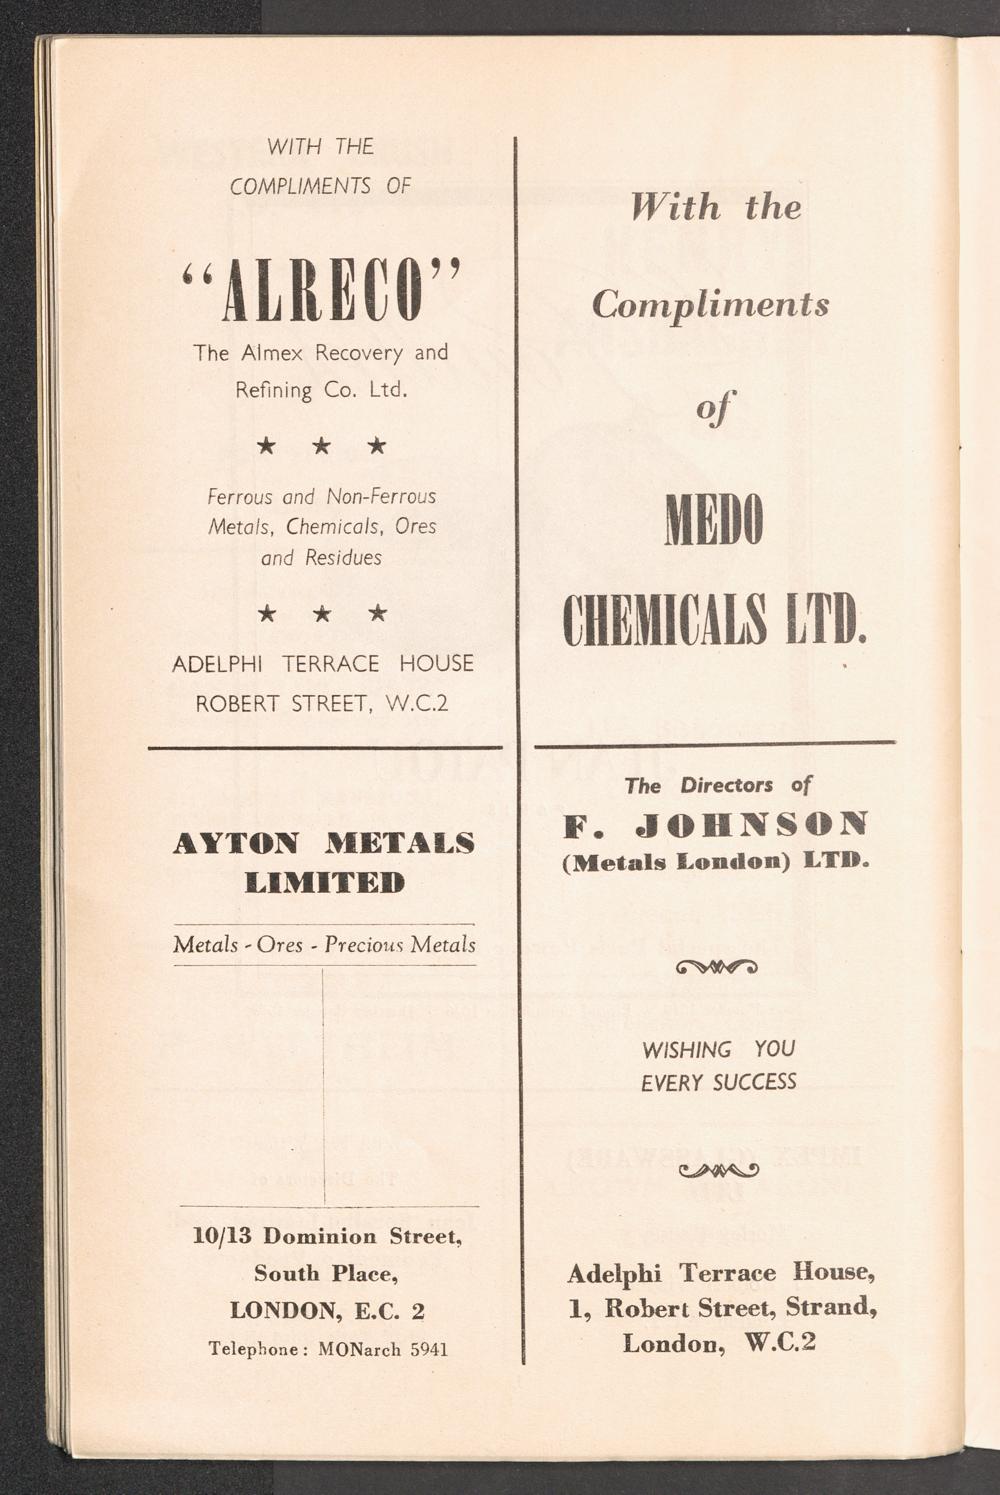 WITH THE
COMPLIMENTS OF
“ALRECO”
The Almex Recovery and
Refining Co. Ltd.
★ ★ ★
Ferrous and Non-Ferrous
Metals, Chemicals, Ores
and Residues
★ ★ ★
ADELPHI TERRACE HOUSE
ROBERT STREET, W.C.2
With the
Compliments
of
MEDO
CHEMICALS LTD.
AYTON METALS
LIMITED
Metals - Ores - Precious Metals
10/13 Dominion Street,
South Place,
LONDON, E.C. 2
Telephone: MONarch 5941
The Directors of
F. JOHNSON
(Metals London) LTD.
WISHING YOU
EVERY SUCCESS
Adelphi Terrace House,
1, Robert Street, Strand,
London, W.C.2